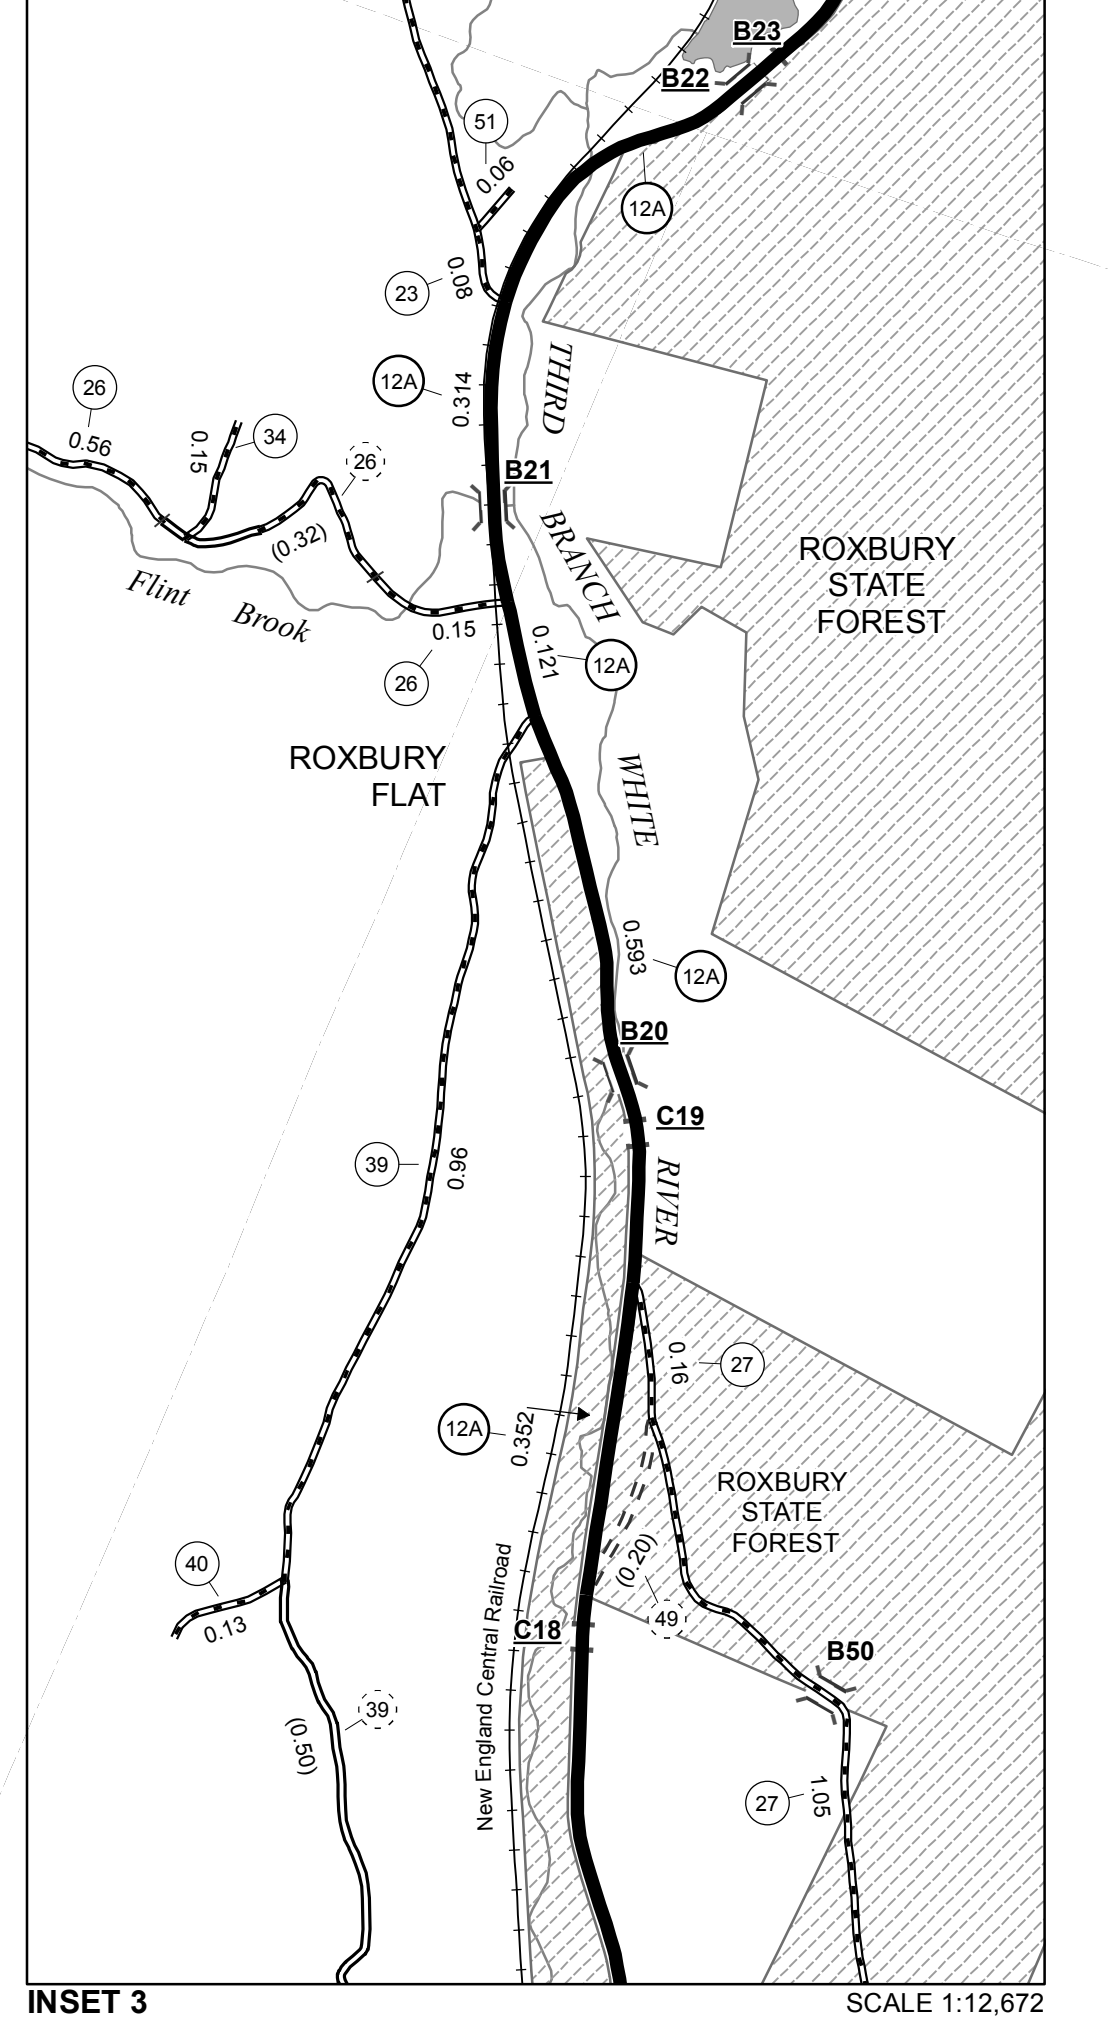 B23
B22
51
0.06
12A
23
0.08
12A
0.314
THIRD
26
0.56
0.15
34
26
(0.32)
B21
BRANCH
ROXBURY
STATE
FOREST
Flint Brook
0.15
26
0.121
12A
ROXBURY
FLAT
WHITE
0.593
12A
B20
C19
39
0.96
RIVER
0.16
27
12A
0.352
ROXBURY
STATE
FOREST
40
0.13
New England Central Railroad
C18
(0.20)
49
B50
39
(0.50)
27
1.05
INSET 3
SCALE 1:12,672